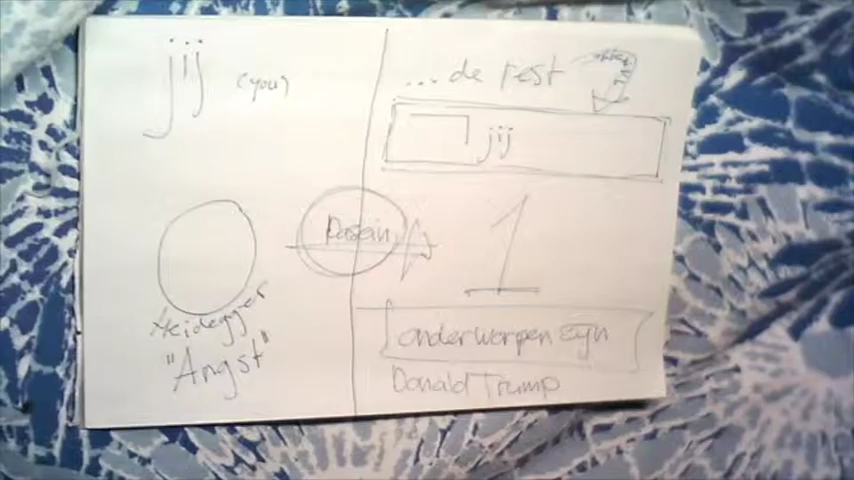 jij (you)
...de rest
¬ jij
Dasein
1
Heidegger
"Angst"
onderworpen zijn
Donald Trump